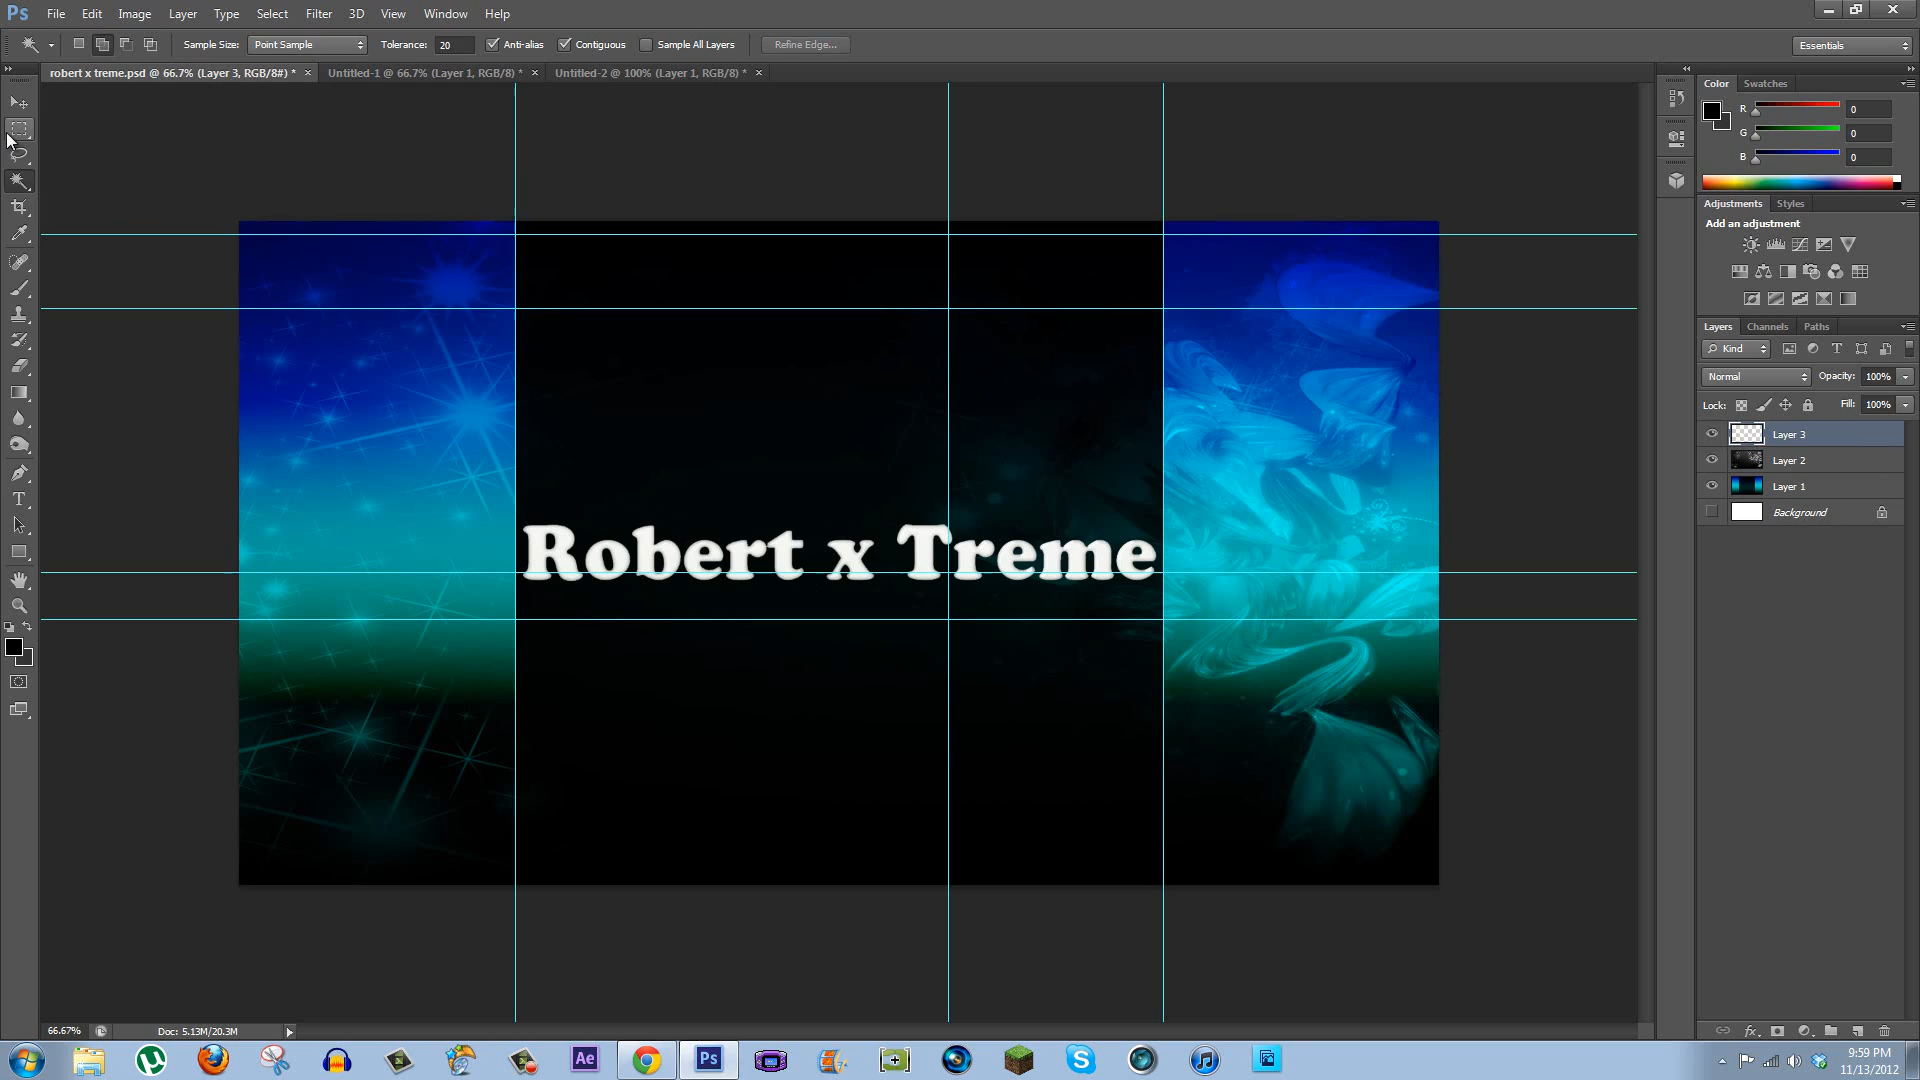 Ps File Edit Image Layer Type Select Filter 3D View Window Help
Sample Size: Point Sample Tolerance: 20 Anti-alias Contiguous Sample All Layers Refine Edge... Essentials
robert x treme.psd @ 66.7% (Layer 3, RGB/8#) * × Untitled-1 @ 66.7% (Layer 1, RGB/8) * × Untitled-2 @ 100% (Layer 1, RGB/8) * ×
Color Swatches
R 0
G 0
B 0
Adjustments Styles
Add an adjustment
Layers Channels Paths
Kind
Normal Opacity: 100%
Lock: Fill: 100%
Layer 3
Layer 2
Layer 1
Background
Robert x Treme
66.67% Doc: 5.13M/20.3M
Ae Ps
9:59 PM
11/13/2012